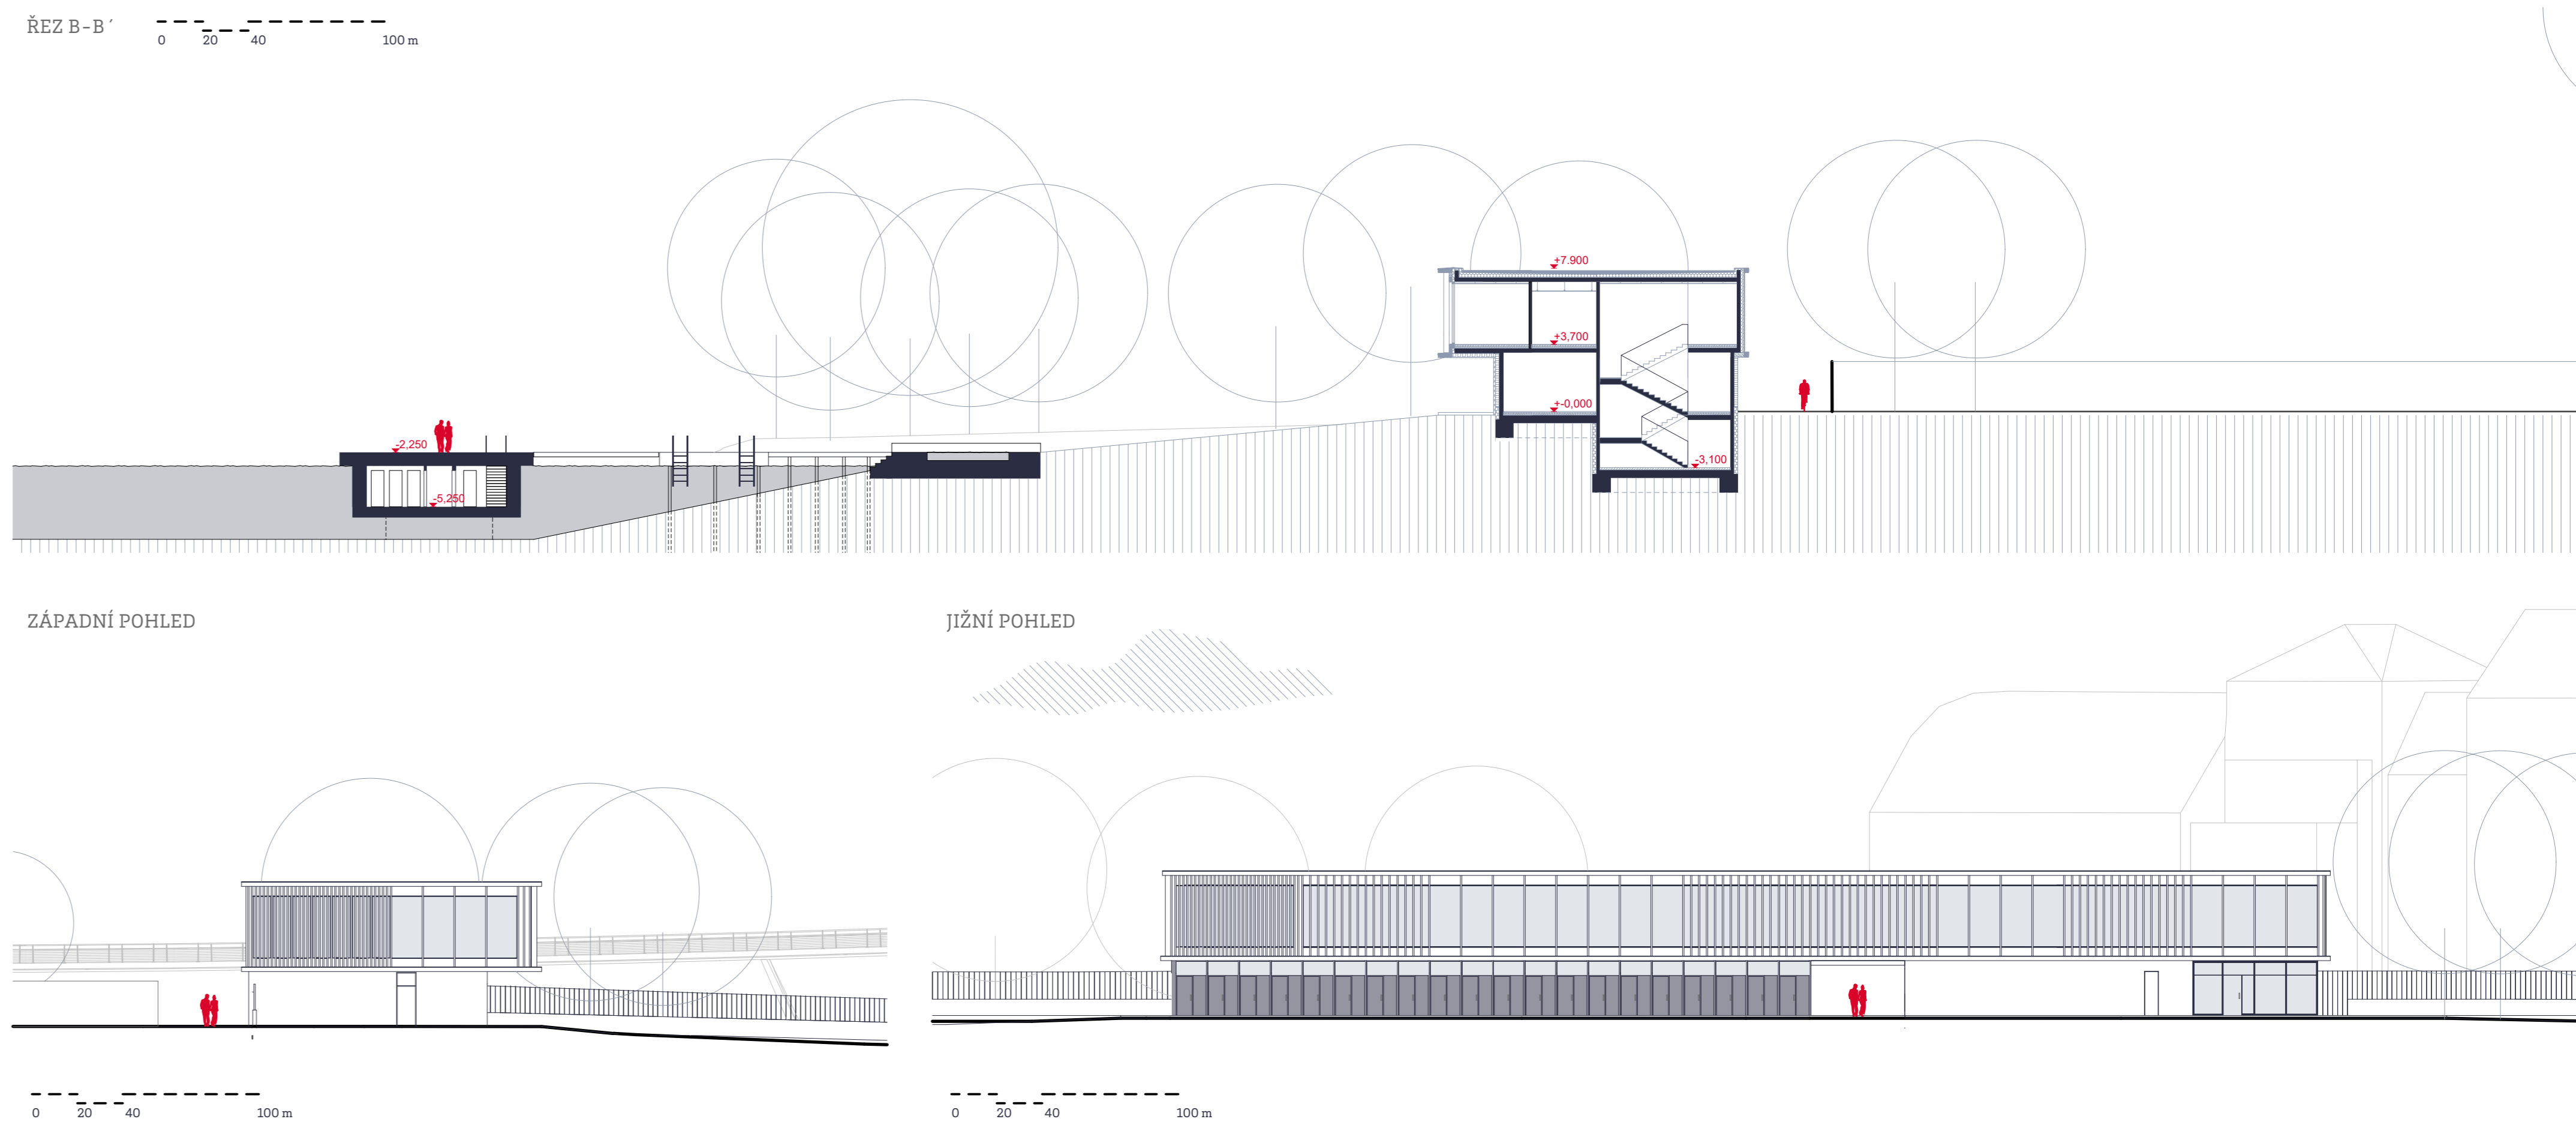 ŘEZ B-B´
0 20 40 100 m
+7.900
+3,700
+-0,000
-3,100
-2,250
-5,250
ZÁPADNÍ POHLED
JIŽNÍ POHLED
0 20 40 100 m
0 20 40 100 m